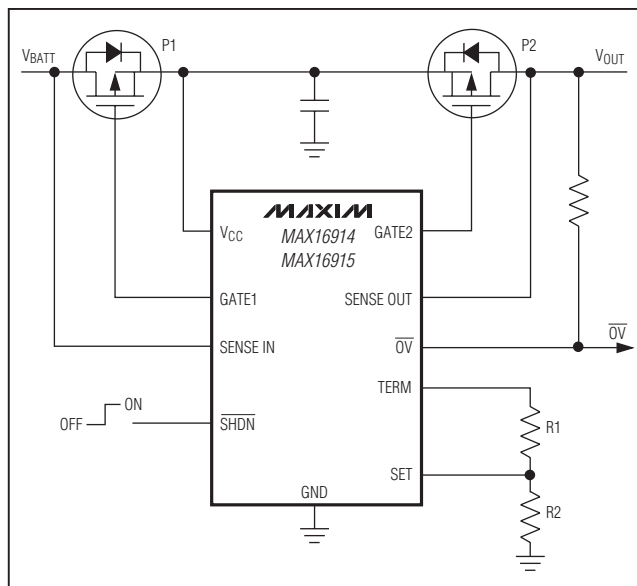 P1
P2
VBATT
VOUT
MAXIM
VCC
MAX16914
MAX16915
GATE2
GATE1
SENSE OUT
SENSE IN
OV
OV
TERM
ON
OFF
SHDN
R1
SET
GND
R2